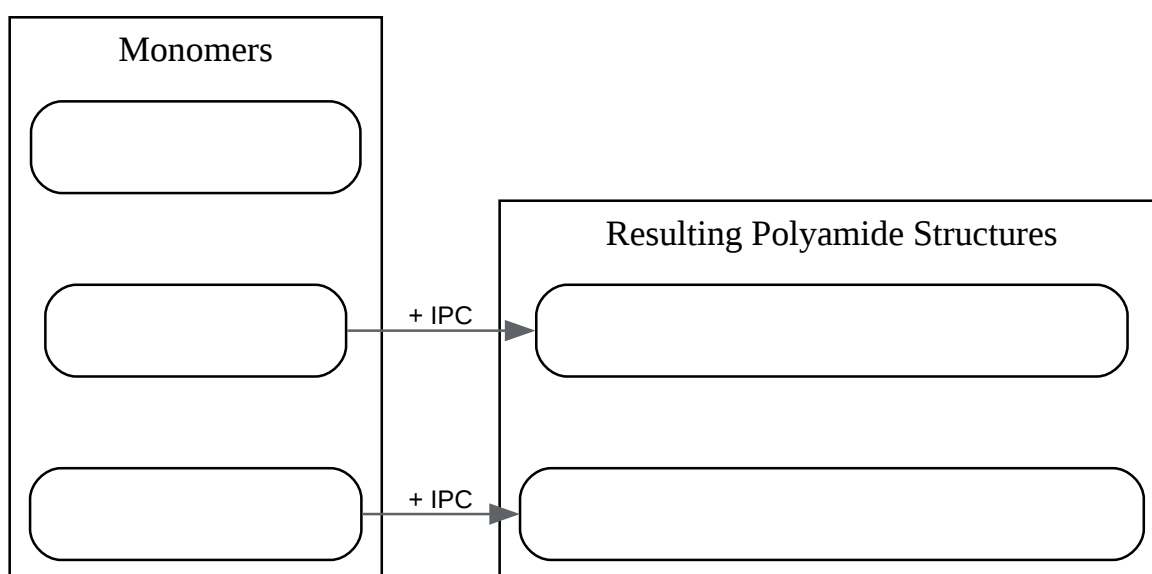 Monomers
Resulting Polyamide Structures
+ IPC
+ IPC